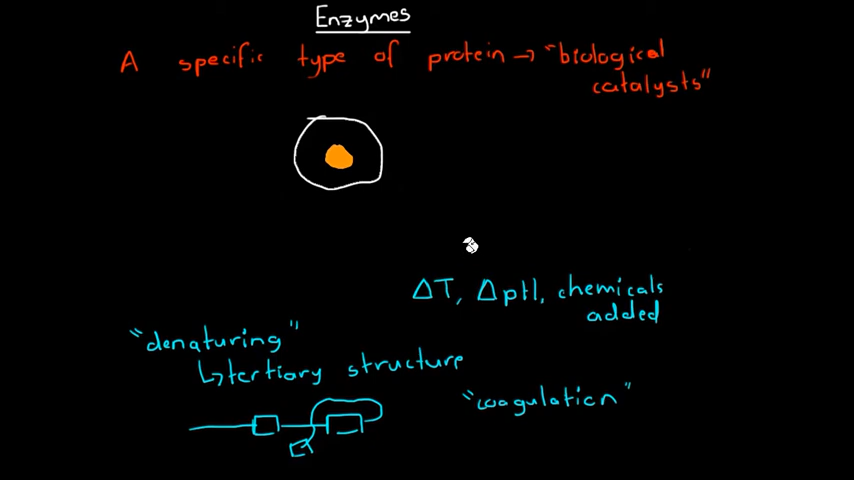 Enzymes
A specific type of protein → "biological
catalysts"
ΔT, ΔpH, chemicals
added
"denaturing"
↳tertiary structure
"coagulation"